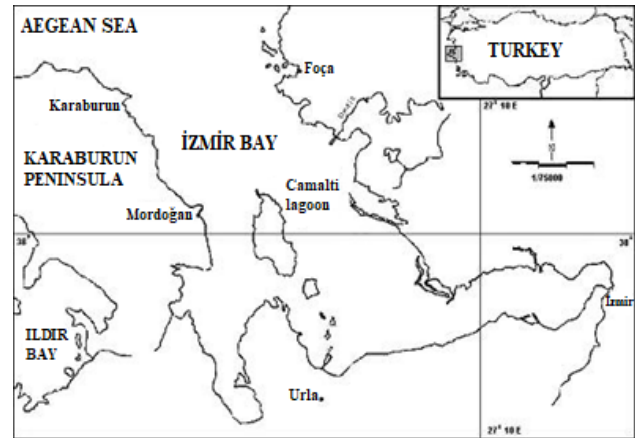 AEGEAN SEA
TURKEY
Foça
27° 10 E
Karaburun
İZMİR BAY
KARABURUN
PENINSULA
Camalti
lagoon
1/75000
Mordoğan
38°
38°
İzmir
ILDIR
BAY
Urla
27° 10 E